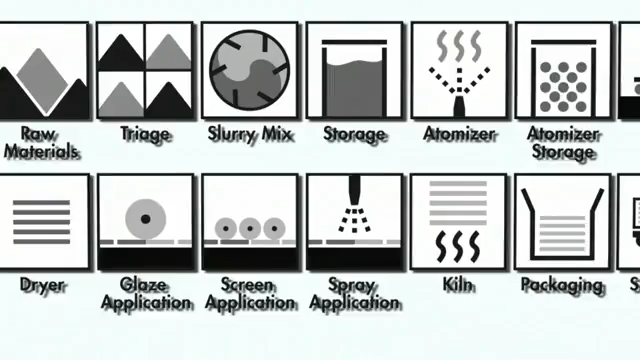 Raw
Materials
Triage
Slurry Mix
Storage
Atomizer
Atomizer
Storage
Dryer
Glaze
Application
Screen
Application
Spray
Application
Kiln
Packaging
S